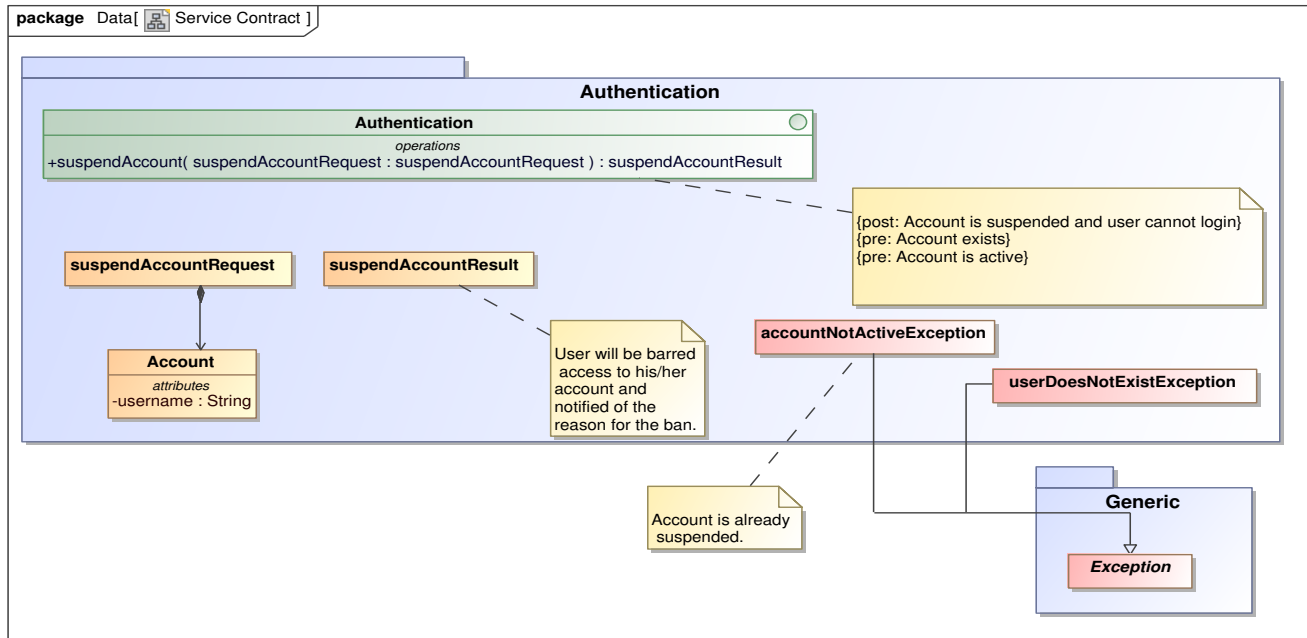 package Data[ Service Contract ]
Authentication
Authentication
operations
+suspendAccount( suspendAccountRequest : suspendAccountRequest ) : suspendAccountResult
{post: Account is suspended and user cannot login}
{pre: Account exists}
{pre: Account is active}
suspendAccountRequest
suspendAccountResult
Account
attributes
-username : String
User will be barred
access to his/her
account and
notified of the
reason for the ban.
accountNotActiveException
userDoesNotExistException
Account is already
suspended.
Generic
Exception